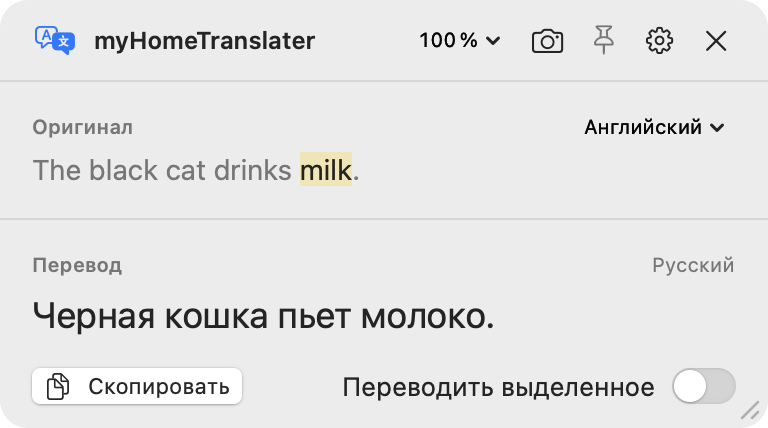 myHomeTranslater 100 %
Оригинал Английский
The black cat drinks milk.
Перевод Русский
Черная кошка пьет молоко.
Скопировать Переводить выделенное